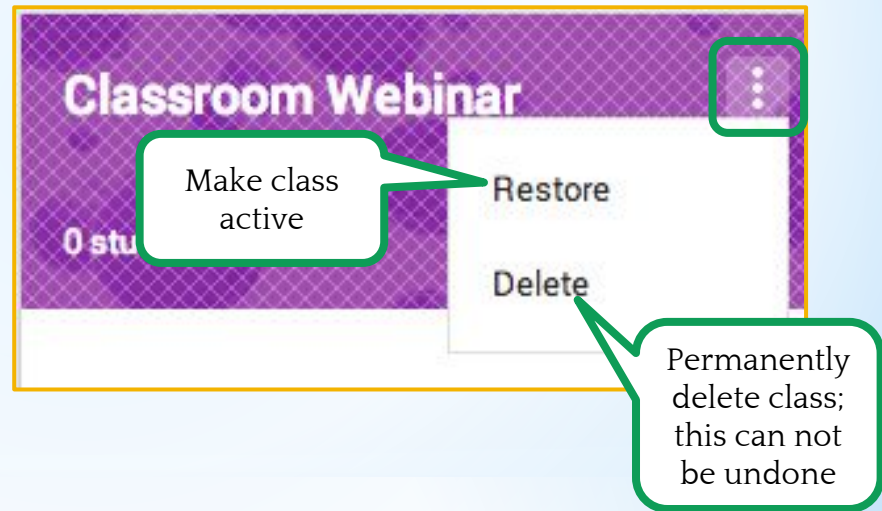 Classroom Webinar
Make class
active
Restore
0 stu
Delete
Permanently
delete class;
this can not
be undone